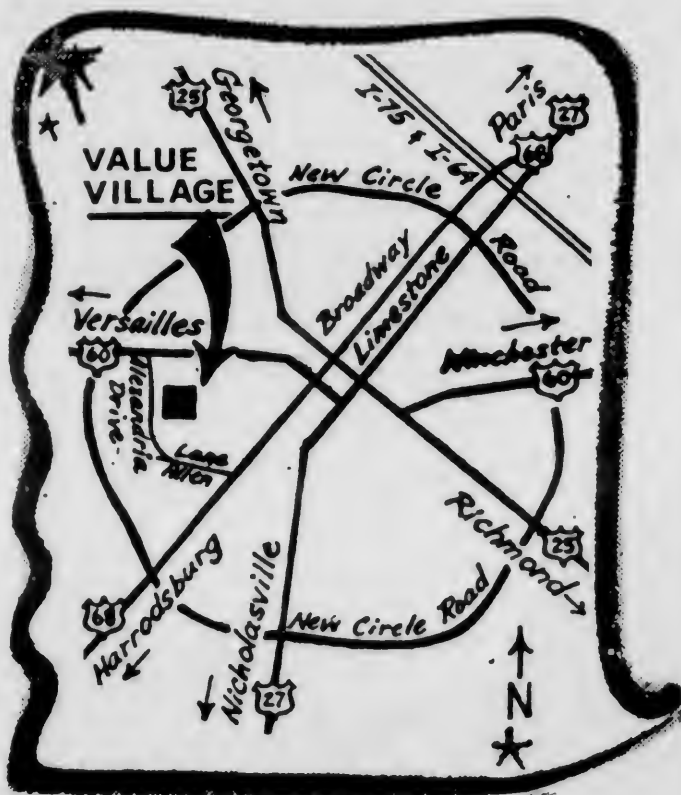 25
Georgetown
I-75 & I-64
Paris
68
27
VALUE
VILLAGE
New Circle
Road
Broadway
Limestone
Versailles
60
Winchester
60
Alexandria
Drive
Lane
Allen
Richmond
25
68
Harrodsburg
Nicholasville
27
New Circle Road
N